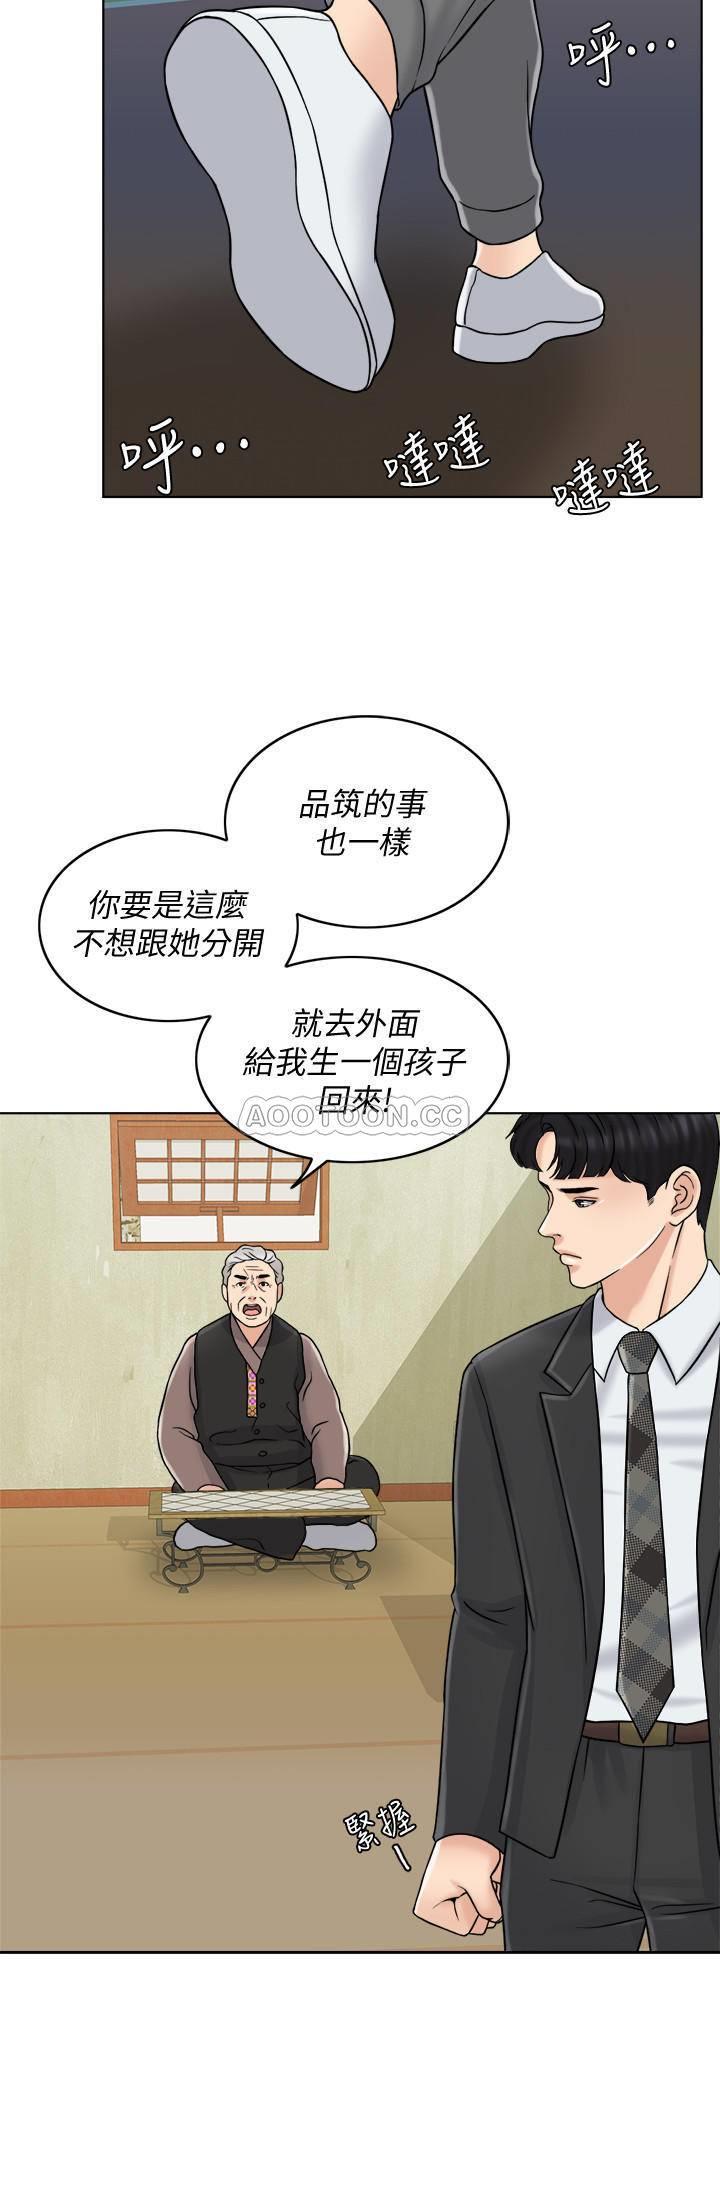 呼…
呼…
噠噠
噠噠
品筑的事
也一樣
你要是這麼
不想跟她分開
就去外面
給我生一個孩子
回來!
AOOTOON.CC
緊握–